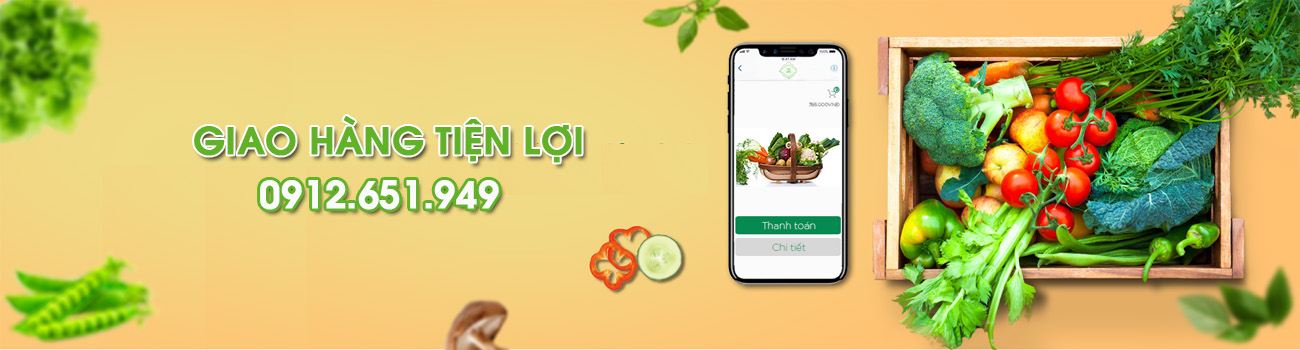 GIAO HÀNG TIỆN LỢI
0912.651.949
Thanh toán
Chi tiết